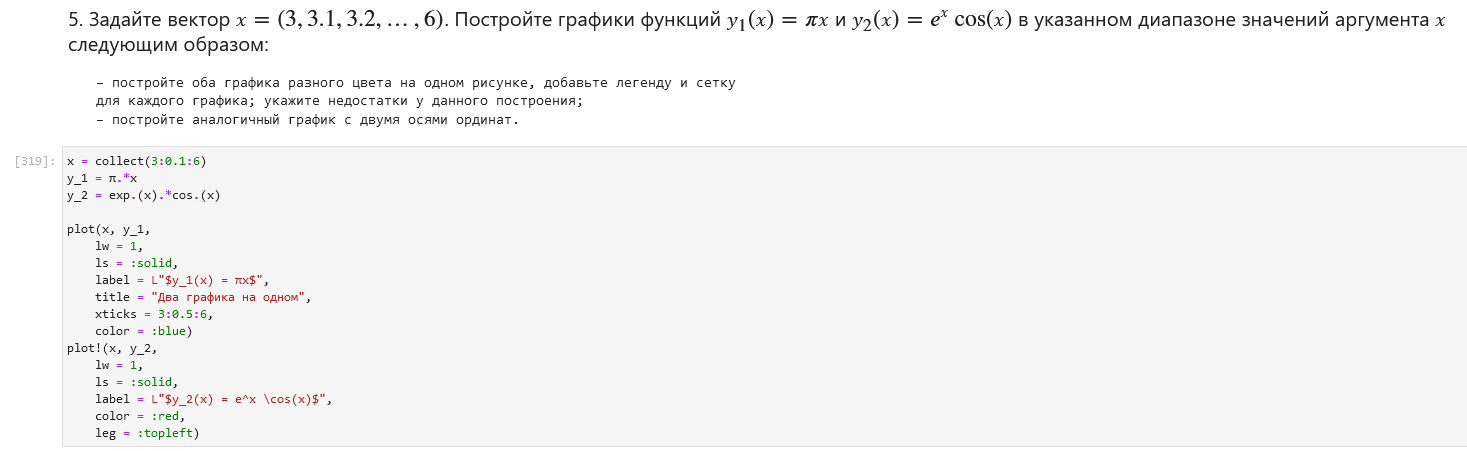 5. Задайте вектор x = (3, 3.1, 3.2, … , 6). Постройте графики функций y₁(x) = πx и y₂(x) = eˣ cos(x) в указанном диапазоне значений аргумента x
следующим образом:
– постройте оба графика разного цвета на одном рисунке, добавьте легенду и сетку
для каждого графика; укажите недостатки у данного построения;
– постройте аналогичный график с двумя осями ординат.
[319]: x = collect(3:0.1:6)
y_1 = π.*x
y_2 = exp.(x).*cos.(x)
plot(x, y_1,
lw = 1,
ls = :solid,
label = L"$y_1(x) = πx$",
title = "Два графика на одном",
xticks = 3:0.5:6,
color = :blue)
plot!(x, y_2,
lw = 1,
ls = :solid,
label = L"$y_2(x) = e^x \cos(x)$",
color = :red,
leg = :topleft)